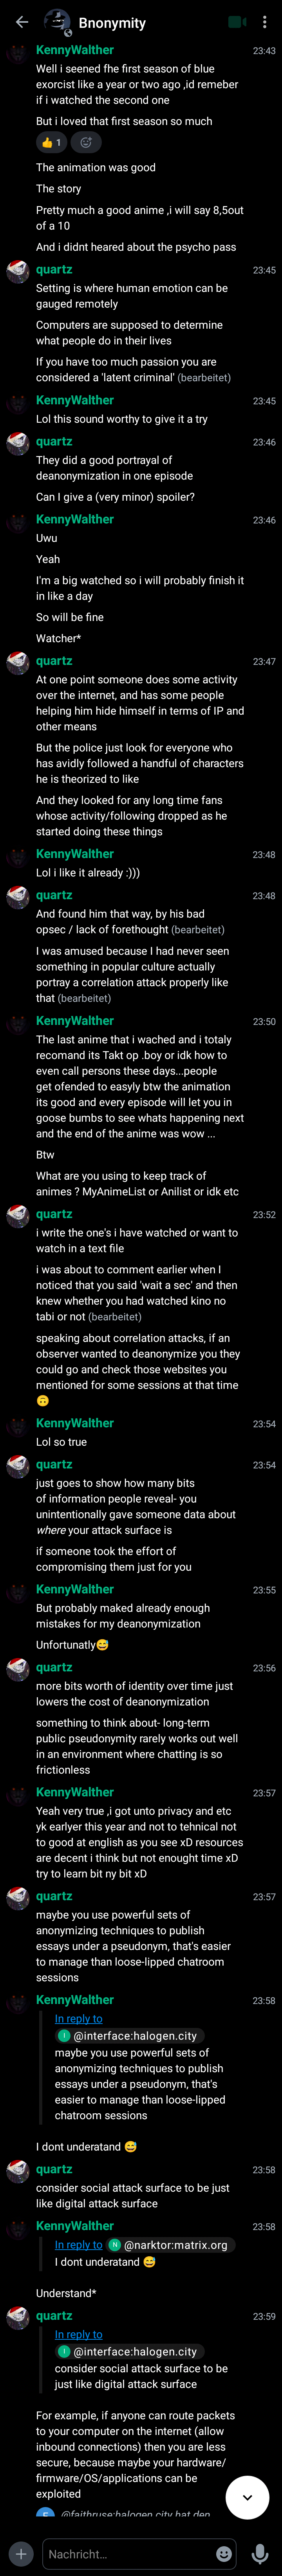 Bnonymity
KennyWalther 23:43
Well i seened fhe first season of blue
exorcist like a year or two ago ,id remeber
if i watched the second one
But i loved that first season so much
👍 1
The animation was good
The story
Pretty much a good anime ,i will say 8,5out
of a 10
And i didnt heared about the psycho pass
quartz 23:45
Setting is where human emotion can be
gauged remotely
Computers are supposed to determine
what people do in their lives
If you have too much passion you are
considered a 'latent criminal' (bearbeitet)
KennyWalther 23:45
Lol this sound worthy to give it a try
quartz 23:46
They did a good portrayal of
deanonymization in one episode
Can I give a (very minor) spoiler?
KennyWalther 23:46
Uwu
Yeah
I'm a big watched so i will probably finish it
in like a day
So will be fine
Watcher*
quartz 23:47
At one point someone does some activity
over the internet, and has some people
helping him hide himself in terms of IP and
other means
But the police just look for everyone who
has avidly followed a handful of characters
he is theorized to like
And they looked for any long time fans
whose activity/following dropped as he
started doing these things
KennyWalther 23:48
Lol i like it already :)))
quartz 23:48
And found him that way, by his bad
opsec / lack of forethought (bearbeitet)
I was amused because I had never seen
something in popular culture actually
portray a correlation attack properly like
that (bearbeitet)
KennyWalther 23:50
The last anime that i wached and i totaly
recomand its Takt op .boy or idk how to
even call persons these days...people
get ofended to easyly btw the animation
its good and every episode will let you in
goose bumbs to see whats happening next
and the end of the anime was wow ...
Btw
What are you using to keep track of
animes ? MyAnimeList or Anilist or idk etc
quartz 23:52
i write the one's i have watched or want to
watch in a text file
i was about to comment earlier when I
noticed that you said 'wait a sec' and then
knew whether you had watched kino no
tabi or not (bearbeitet)
speaking about correlation attacks, if an
observer wanted to deanonymize you they
could go and check those websites you
mentioned for some sessions at that time
🙃
KennyWalther 23:54
Lol so true
quartz 23:54
just goes to show how many bits
of information people reveal- you
unintentionally gave someone data about
where your attack surface is
if someone took the effort of
compromising them just for you
KennyWalther 23:55
But probably maked already enough
mistakes for my deanonymization
Unfortunatly😅
quartz 23:56
more bits worth of identity over time just
lowers the cost of deanonymization
something to think about- long-term
public pseudonymity rarely works out well
in an environment where chatting is so
frictionless
KennyWalther 23:57
Yeah very true ,i got unto privacy and etc
yk earlyer this year and not to tehnical not
to good at english as you see xD resources
are decent i think but not enought time xD
try to learn bit ny bit xD
quartz 23:57
maybe you use powerful sets of
anonymizing techniques to publish
essays under a pseudonym, that's easier
to manage than loose-lipped chatroom
sessions
KennyWalther 23:58
In reply to
I @interface:halogen.city
maybe you use powerful sets of
anonymizing techniques to publish
essays under a pseudonym, that's
easier to manage than loose-lipped
chatroom sessions
I dont underatand 😅
quartz 23:58
consider social attack surface to be just
like digital attack surface
KennyWalther 23:58
In reply to N @narktor:matrix.org
I dont underatand 😅
Understand*
quartz 23:59
In reply to
I @interface:halogen.city
consider social attack surface to be
just like digital attack surface
For example, if anyone can route packets
to your computer on the internet (allow
inbound connections) then you are less
secure, because maybe your hardware/
firmware/OS/applications can be
exploited
F @faithruse:halogen.city hat den
Nachricht...